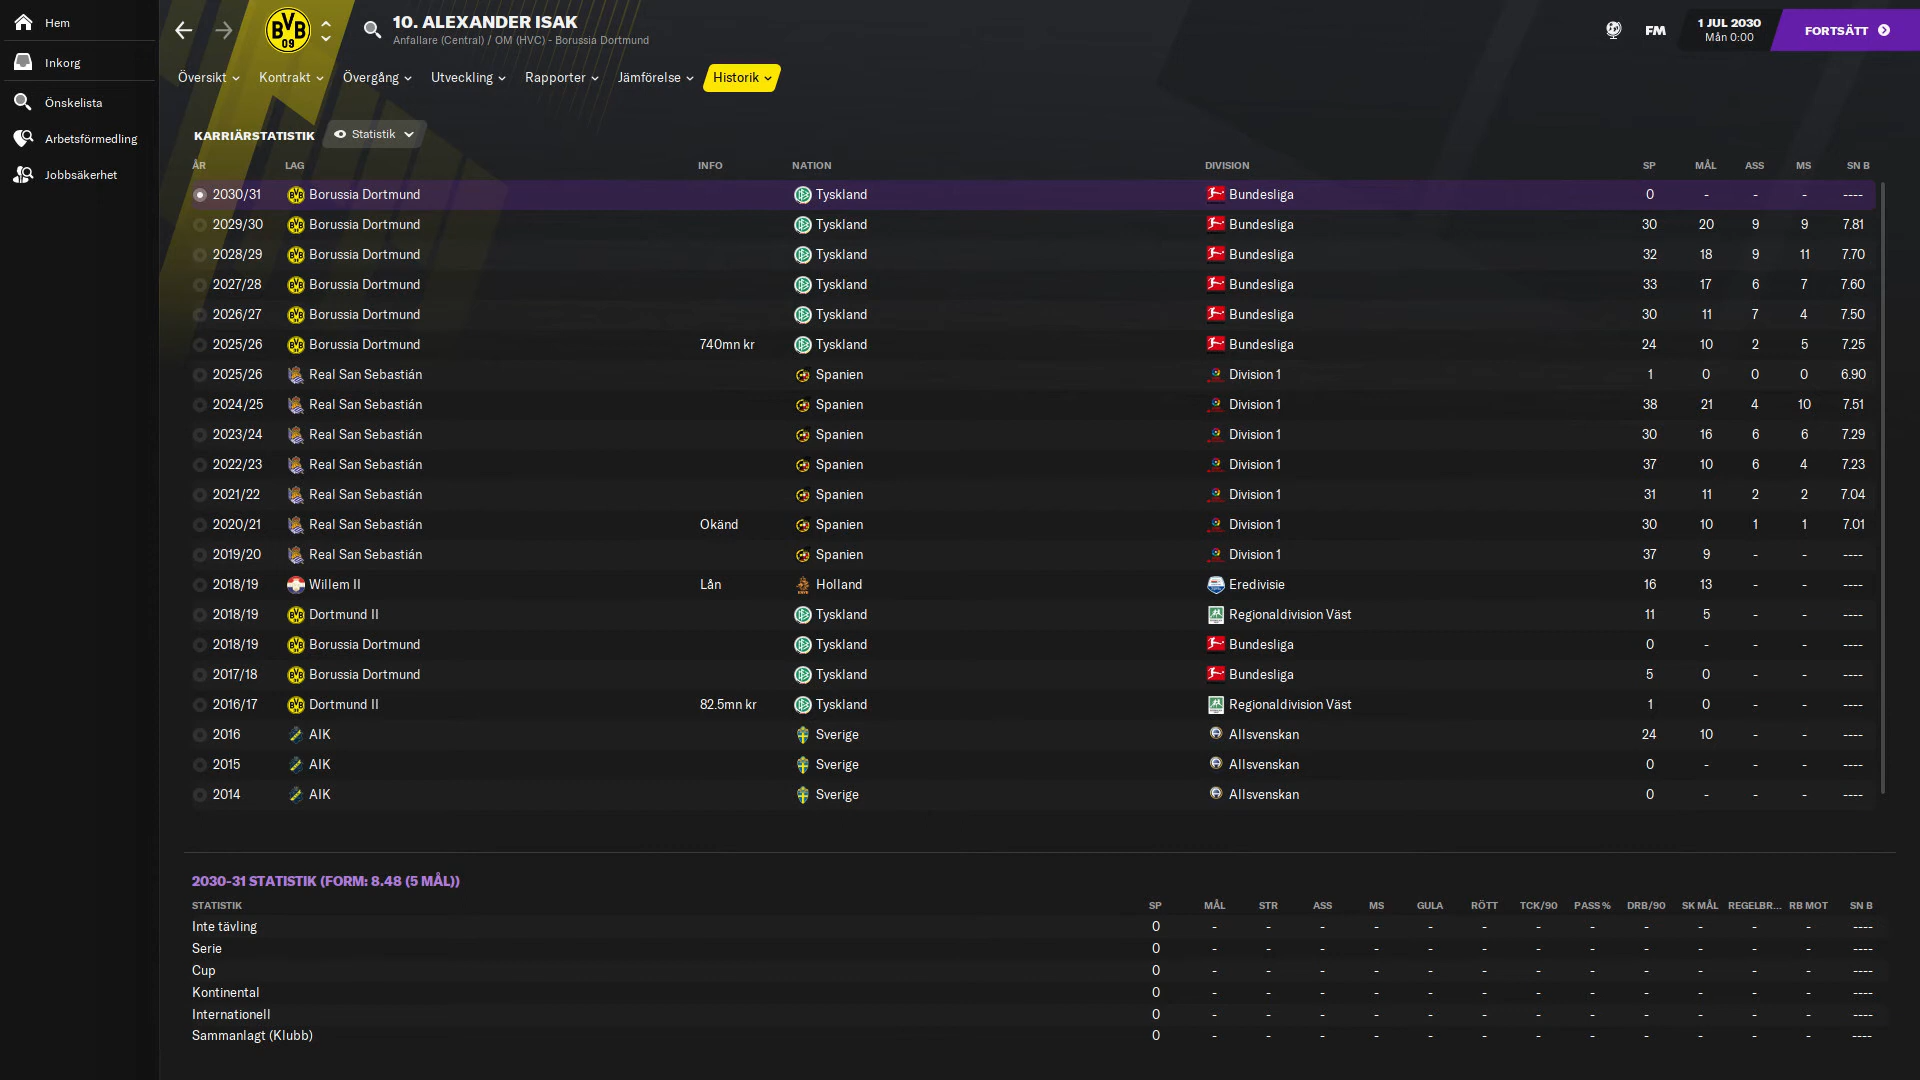 Hem
Inkorg
Önskelista
Arbetsförmedling
Jobbsäkerhet
10. ALEXANDER ISAK
Anfallare (Central) / OM (HVC) - Borussia Dortmund
FM
1 JUL 2030
Mån 0:00
FORTSÄTT
Översikt Kontrakt Övergång Utveckling Rapporter Jämförelse Historik
KARRIÄRSTATISTIK Statistik
ÅR LAG INFO NATION DIVISION SP MÅL ASS MS SN B
2030/31 Borussia Dortmund Tyskland Bundesliga 0 - - - ----
2029/30 Borussia Dortmund Tyskland Bundesliga 30 20 9 9 7.81
2028/29 Borussia Dortmund Tyskland Bundesliga 32 18 9 11 7.70
2027/28 Borussia Dortmund Tyskland Bundesliga 33 17 6 7 7.60
2026/27 Borussia Dortmund Tyskland Bundesliga 30 11 7 4 7.50
2025/26 Borussia Dortmund 740mn kr Tyskland Bundesliga 24 10 2 5 7.25
2025/26 Real San Sebastián Spanien Division 1 1 0 0 0 6.90
2024/25 Real San Sebastián Spanien Division 1 38 21 4 10 7.51
2023/24 Real San Sebastián Spanien Division 1 30 16 6 6 7.29
2022/23 Real San Sebastián Spanien Division 1 37 10 6 4 7.23
2021/22 Real San Sebastián Spanien Division 1 31 11 2 2 7.04
2020/21 Real San Sebastián Okänd Spanien Division 1 30 10 1 1 7.01
2019/20 Real San Sebastián Spanien Division 1 37 9 - - ----
2018/19 Willem II Lån Holland Eredivisie 16 13 - - ----
2018/19 Dortmund II Tyskland Regionaldivision Väst 11 5 - - ----
2018/19 Borussia Dortmund Tyskland Bundesliga 0 - - - ----
2017/18 Borussia Dortmund Tyskland Bundesliga 5 0 - - ----
2016/17 Dortmund II 82.5mn kr Tyskland Regionaldivision Väst 1 0 - - ----
2016 AIK Sverige Allsvenskan 24 10 - - ----
2015 AIK Sverige Allsvenskan 0 - - - ----
2014 AIK Sverige Allsvenskan 0 - - - ----
2030-31 STATISTIK (FORM: 8.48 (5 MÅL))
STATISTIK SP MÅL STR ASS MS GULA RÖTT TCK/90 PASS % DRB/90 SK MÅL REGELBR... RB MOT SN B
Inte tävling 0 - - - - - - - - - - - - ----
Serie 0 - - - - - - - - - - - - ----
Cup 0 - - - - - - - - - - - - ----
Kontinental 0 - - - - - - - - - - - - ----
Internationell 0 - - - - - - - - - - - - ----
Sammanlagt (Klubb) 0 - - - - - - - - - - - - ----